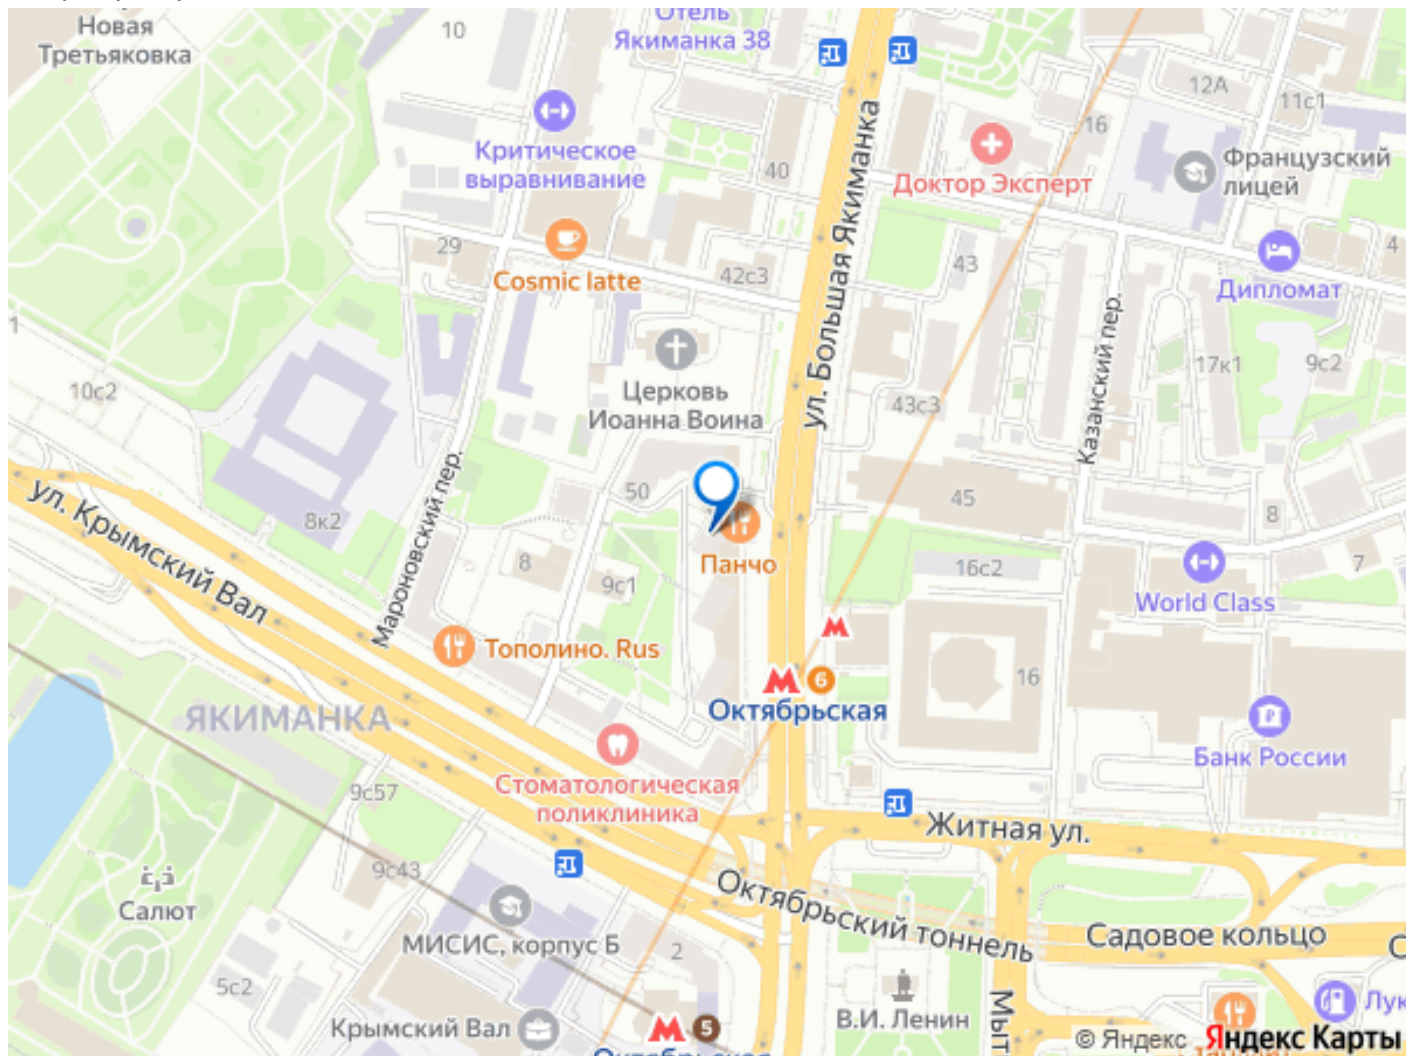 Новая
Третьяковка
10
Отель
Якиманка 38
12А
11с1
16
Критическое
выравнивание
40
ул. Большая Якиманка
Доктор Эксперт
Французский
лицей
29
Cosmic latte
42с3
43
4
Дипломат
Казанский пер.
1
10с2
Церковь
Иоанна Воина
43с3
17к1
9с2
ул. Крымский Вал
Мароновский пер.
8к2
50
45
8
Панчо
8
9с1
16с2
7
World Class
Тополино. Rus
6
Октябрьская
16
ЯКИМАНКА
Банк России
Стоматологическая
поликлиника
9с57
Житная ул.
9с43
Салют
Октябрьский тоннель
Садовое кольцо
С
МИСИС, корпус Б
2
5с2
В.И. Ленин
Мыт
Лук
Крымский Вал
5
Октябрьская
© Яндекс Яндекс Карты